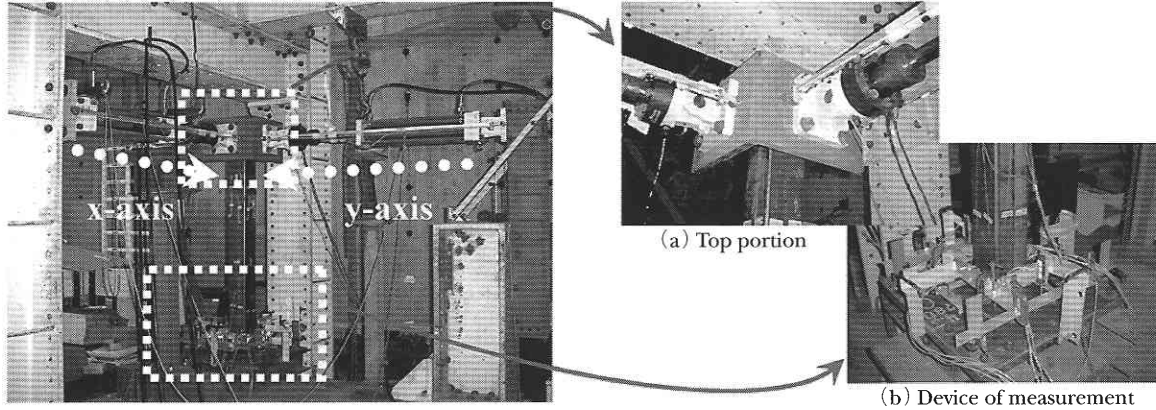 x-axis
y-axis
(a) Top portion
(b) Device of measurement